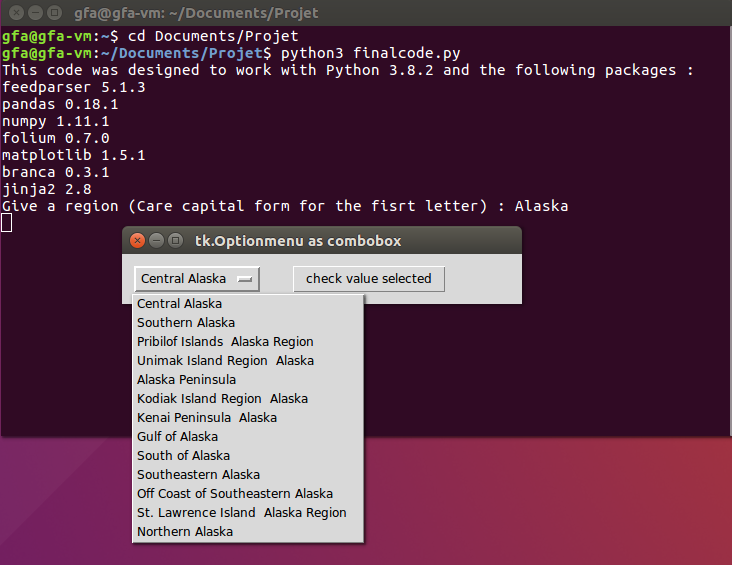 gfa@gfa-vm: ~/Documents/Projet
gfa@gfa-vm:~$ cd Documents/Projet
gfa@gfa-vm:~/Documents/Projet$ python3 finalcode.py
This code was designed to work with Python 3.8.2 and the following packages :
feedparser 5.1.3
pandas 0.18.1
numpy 1.11.1
folium 0.7.0
matplotlib 1.5.1
branca 0.3.1
jinja2 2.8
Give a region (Care capital form for the fisrt letter) : Alaska
tk.Optionmenu as combobox
Central Alaska check value selected
Central Alaska
Southern Alaska
Pribilof Islands  Alaska Region
Unimak Island Region  Alaska
Alaska Peninsula
Kodiak Island Region  Alaska
Kenai Peninsula  Alaska
Gulf of Alaska
South of Alaska
Southeastern Alaska
Off Coast of Southeastern Alaska
St. Lawrence Island  Alaska Region
Northern Alaska